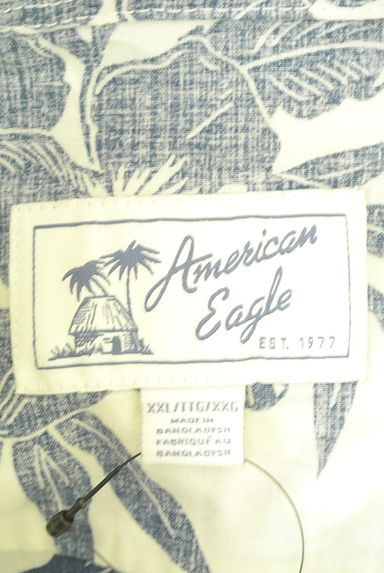 American
Eagle
EST. 1977
XXL/TTG/XXG
MADE IN
BANGLADESH
FABRIQUÉ AU
BANGLADESH